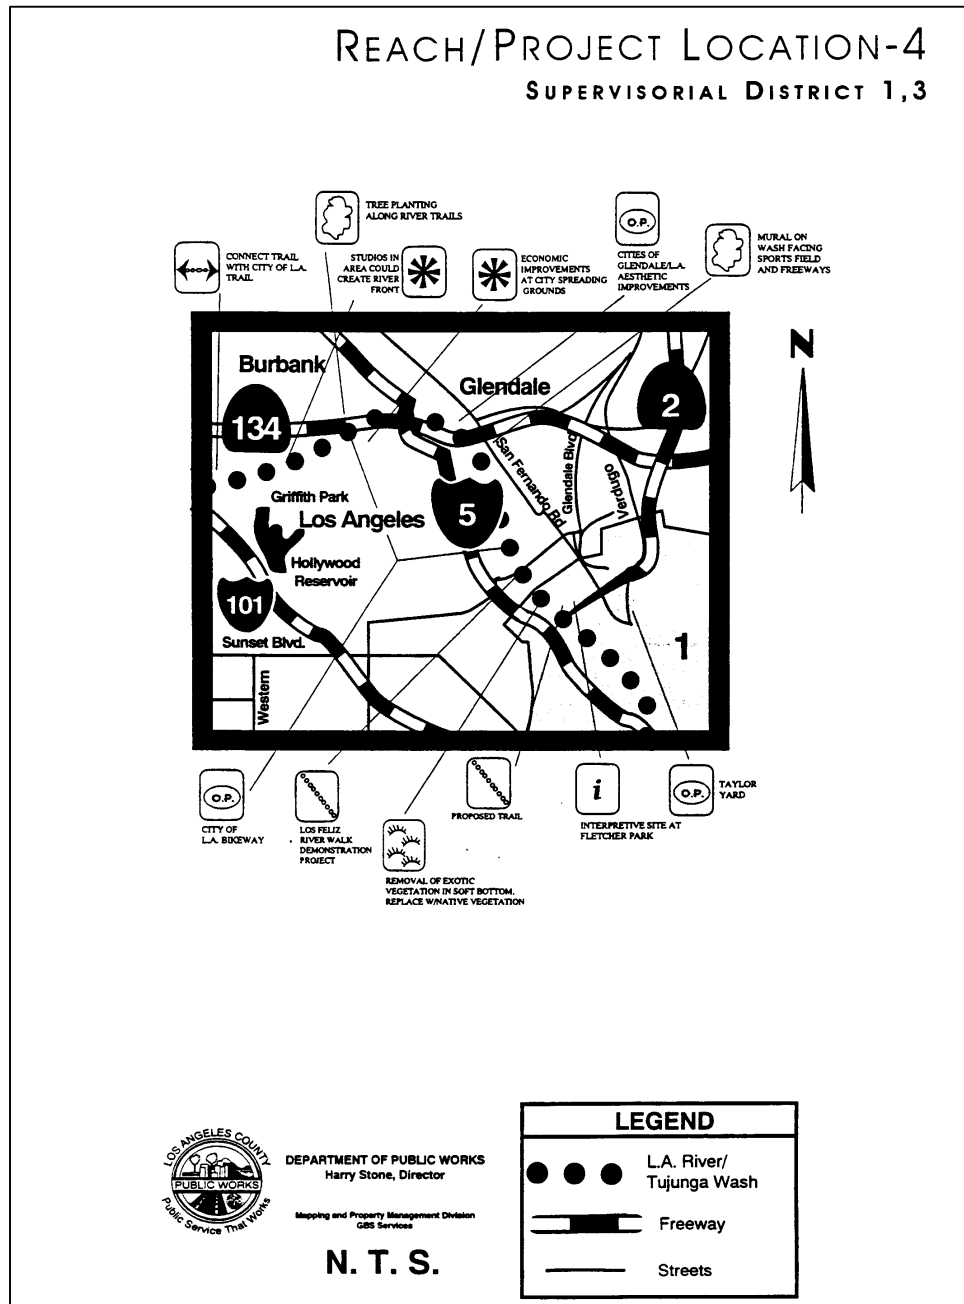 REACH/PROJECT LOCATION-4
SUPERVISORIAL DISTRICT 1,3
TREE PLANTING
ALONG RIVER TRAILS
CONNECT TRAIL
WITH CITY OF L.A.
TRAIL
STUDIOS IN
AREA COULD
CREATE RIVER
FRONT
ECONOMIC
IMPROVEMENTS
AT CITY SPREADING
GROUNDS
O.P.
CITIES OF
GLENDALE/L.A.
AESTHETIC
IMPROVEMENTS
MURAL ON
WASH FACING
SPORTS FIELD
AND FREEWAYS
N
Burbank
Glendale
134
2
San Fernando Rd
Glendale Blvd
Verdugo
Griffith Park
Los Angeles
5
Hollywood
Reservoir
101
Sunset Blvd.
Western
1
O.P.
CITY OF
L.A. BIKEWAY
LOS FELIZ
RIVER WALK
DEMONSTRATION
PROJECT
REMOVAL OF EXOTIC
VEGETATION IN SOFT BOTTOM.
REPLACE W/NATIVE VEGETATION
PROPOSED TRAIL
i
INTERPRETIVE SITE AT
FLETCHER PARK
O.P.
TAYLOR
YARD
LOS ANGELES COUNTY
PUBLIC WORKS
Public Service That Works
DEPARTMENT OF PUBLIC WORKS
Harry Stone, Director
Mapping and Property Management Division
GBS Services
N. T. S.
LEGEND
L.A. River/
Tujunga Wash
Freeway
Streets